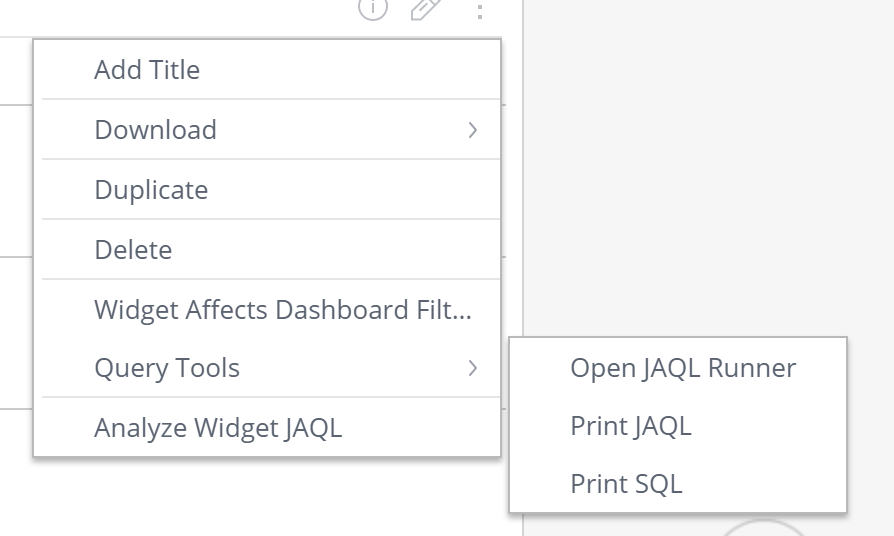 Add Title
Download
Duplicate
Delete
Widget Affects Dashboard Filt...
Query Tools
Analyze Widget JAQL
Open JAQL Runner
Print JAQL
Print SQL